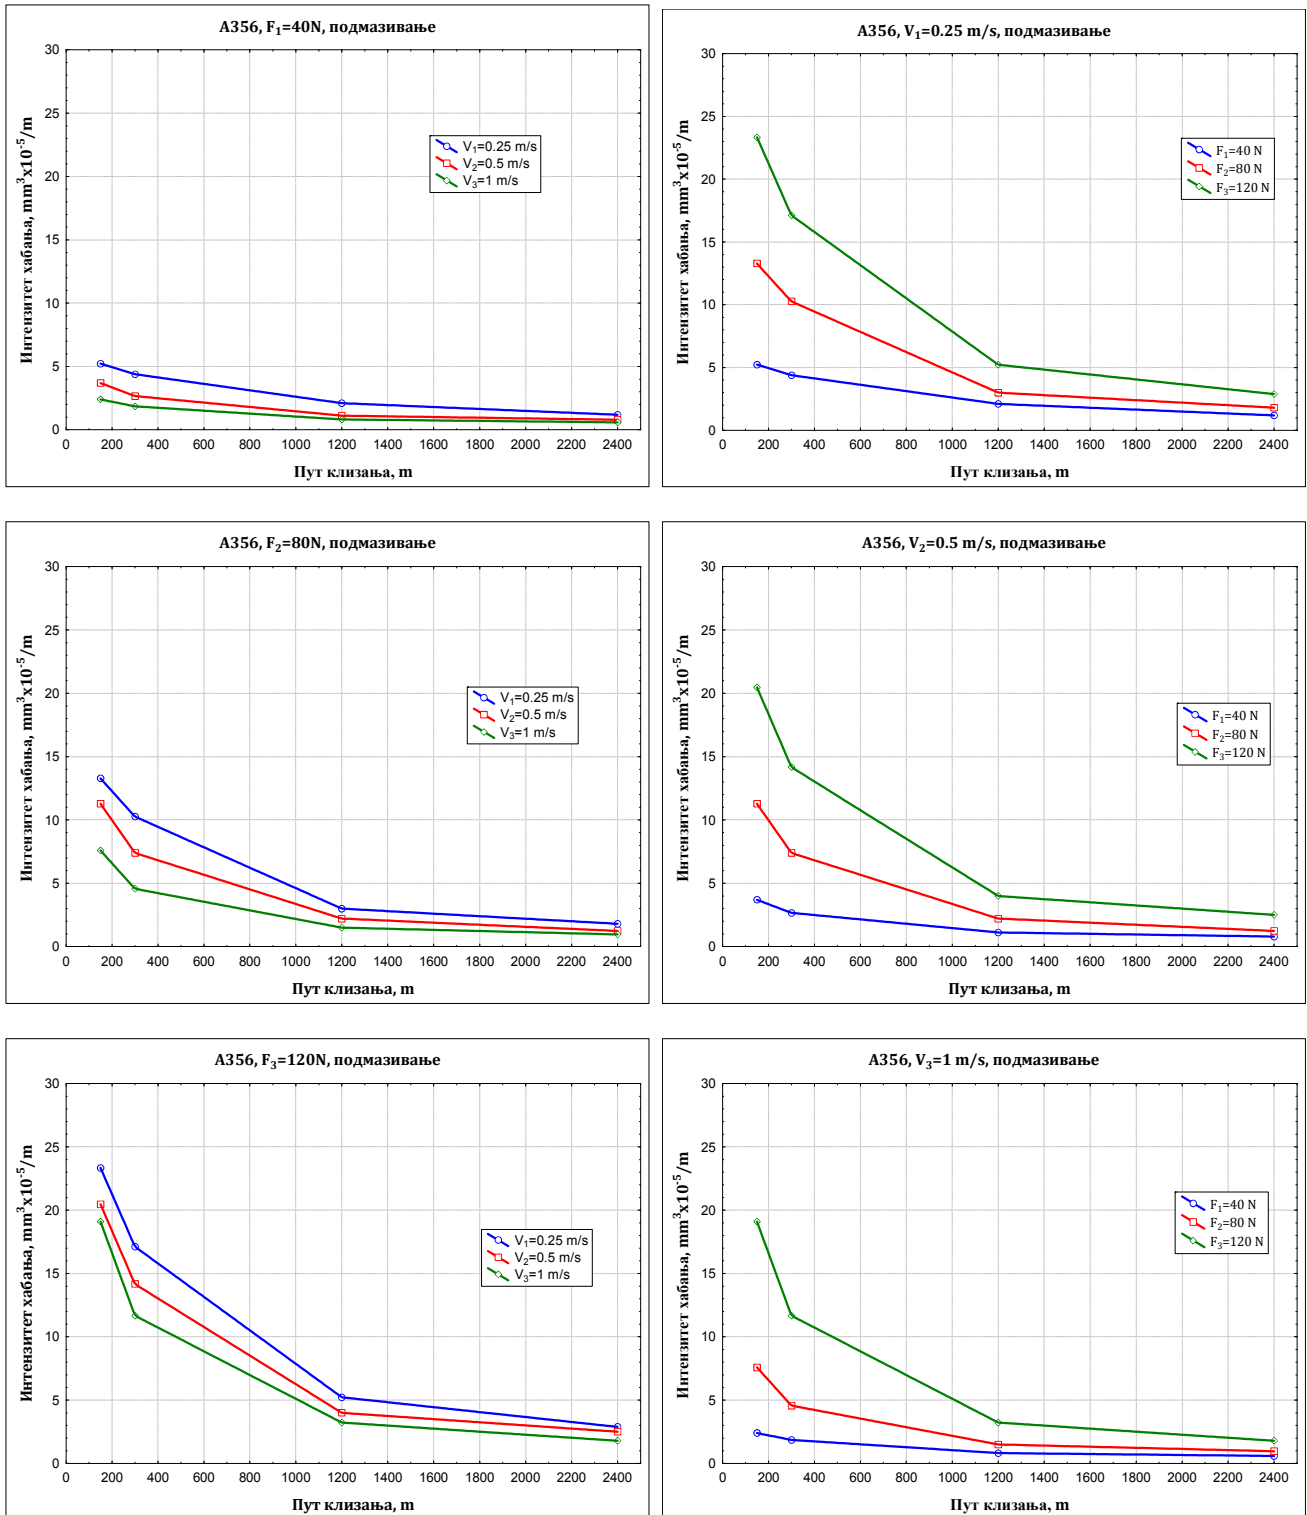 А356, F₁=40N, подмазивање
Интензитет хабања, mm³x10⁻⁵/m
30
25
20
15
10
5
0
V₁=0.25 m/s
V₂=0.5 m/s
V₃=1 m/s
0 200 400 600 800 1000 1200 1400 1600 1800 2000 2200 2400
Пут клизања, m
А356, V₁=0.25 m/s, подмазивање
Интензитет хабања, mm³x10⁻⁵/m
30
25
20
15
10
5
0
F₁=40 N
F₂=80 N
F₃=120 N
0 200 400 600 800 1000 1200 1400 1600 1800 2000 2200 2400
Пут клизања, m
А356, F₂=80N, подмазивање
Интензитет хабања, mm³x10⁻⁵/m
30
25
20
15
10
5
0
V₁=0.25 m/s
V₂=0.5 m/s
V₃=1 m/s
0 200 400 600 800 1000 1200 1400 1600 1800 2000 2200 2400
Пут клизања, m
А356, V₂=0.5 m/s, подмазивање
Интензитет хабања, mm³x10⁻⁵/m
30
25
20
15
10
5
0
F₁=40 N
F₂=80 N
F₃=120 N
0 200 400 600 800 1000 1200 1400 1600 1800 2000 2200 2400
Пут клизања, m
А356, F₃=120N, подмазивање
Интензитет хабања, mm³x10⁻⁵/m
30
25
20
15
10
5
0
V₁=0.25 m/s
V₂=0.5 m/s
V₃=1 m/s
0 200 400 600 800 1000 1200 1400 1600 1800 2000 2200 2400
Пут клизања, m
А356, V₃=1 m/s, подмазивање
Интензитет хабања, mm³x10⁻⁵/m
30
25
20
15
10
5
0
F₁=40 N
F₂=80 N
F₃=120 N
0 200 400 600 800 1000 1200 1400 1600 1800 2000 2200 2400
Пут клизања, m